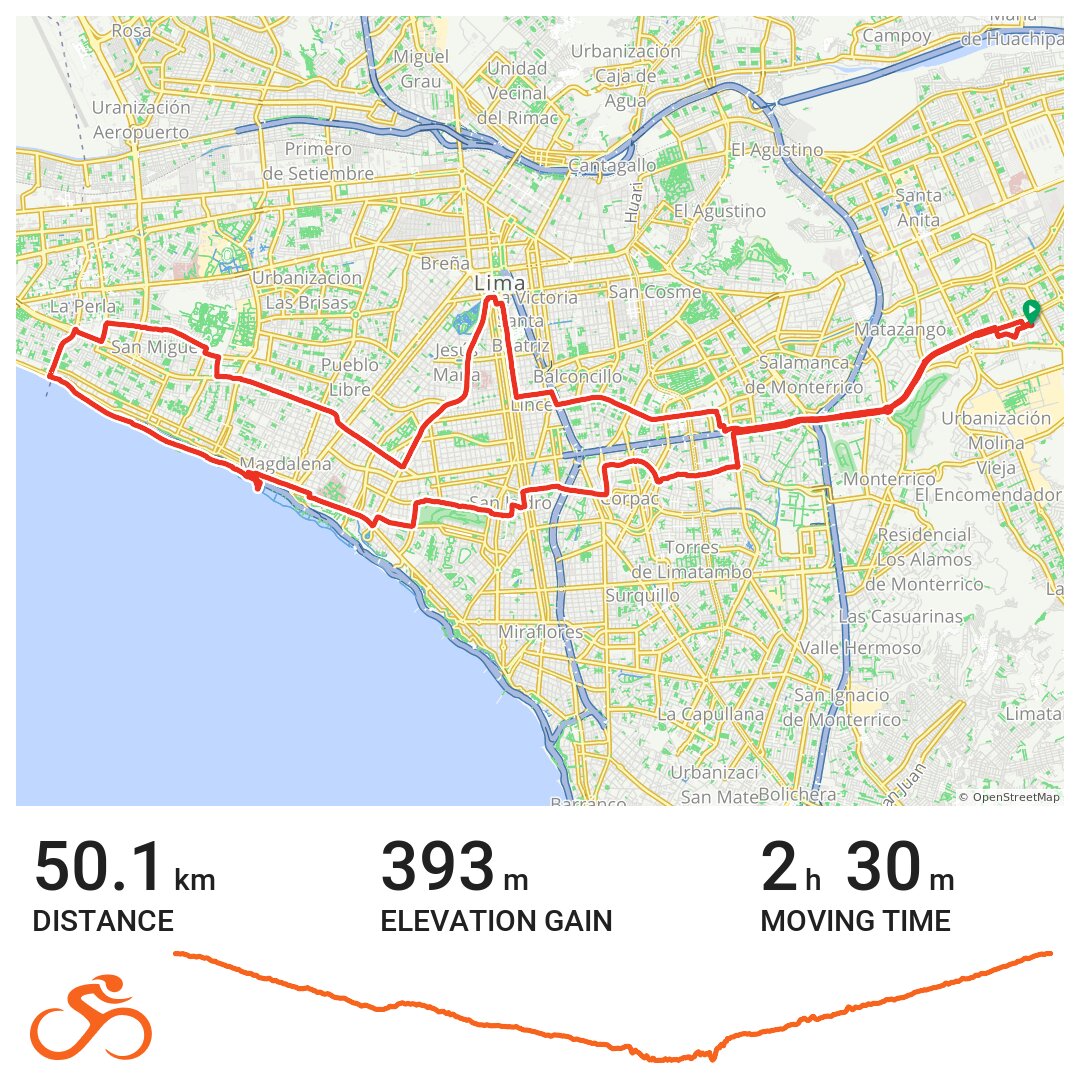 Rosa
Miguel
Grau
Unidad
Vecinal
del Rimac
Urbanización
Caja de
Agua
Campoy
María
de Huachipa
Uranización
Aeropuerto
Primero
de Setiembre
Cantagallo
El Agustino
Huari
El Agustino
Santa
Anita
Breña
Lima
La Victoria
Santa
Beatriz
San Cosme
Urbanizacion
Las Brisas
La Perla
San Migue
Jesús
María
Pueblo
Libre
Balconcillo
Lince
Matazango
Salamanca
de Monterrico
Urbanización
Molina
Vieja
Magdalena
San Isidro
Corpac
Monterrico
El Encomendador
Residencial
Los Alamos
de Monterrico
Torres
de Limatambo
Surquillo
La
Las Casuarinas
Miraflores
Valle Hermoso
San Ignacio
de Monterrico
La Capullana
Limata
Urbanizaci
San Mate
Bolichera
an Juan
Barranco
© OpenStreetMap
50.1 km
DISTANCE
393 m
ELEVATION GAIN
2 h 30 m
MOVING TIME